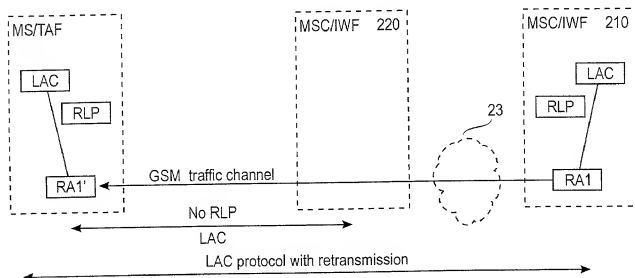 MS/TAF
MSC/IWF 220
MSC/IWF 210
LAC
LAC
RLP
RLP
23
RA1'
GSM traffic channel
RA1
No RLP
LAC
LAC protocol with retransmission